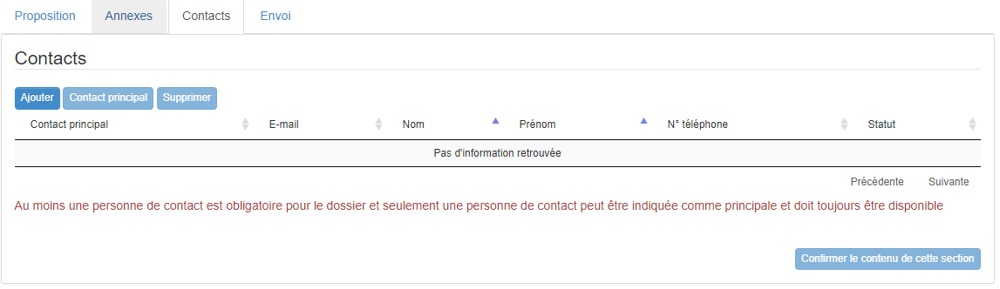 Proposition Annexes Contacts Envoi
Contacts
Ajouter Contact principal Supprimer
Contact principal E-mail Nom Prénom N° téléphone Statut
Pas d'information retrouvée
Précédente Suivante
Au moins une personne de contact est obligatoire pour le dossier et seulement une personne de contact peut être indiquée comme principale et doit toujours être disponible
Confirmer le contenu de cette section